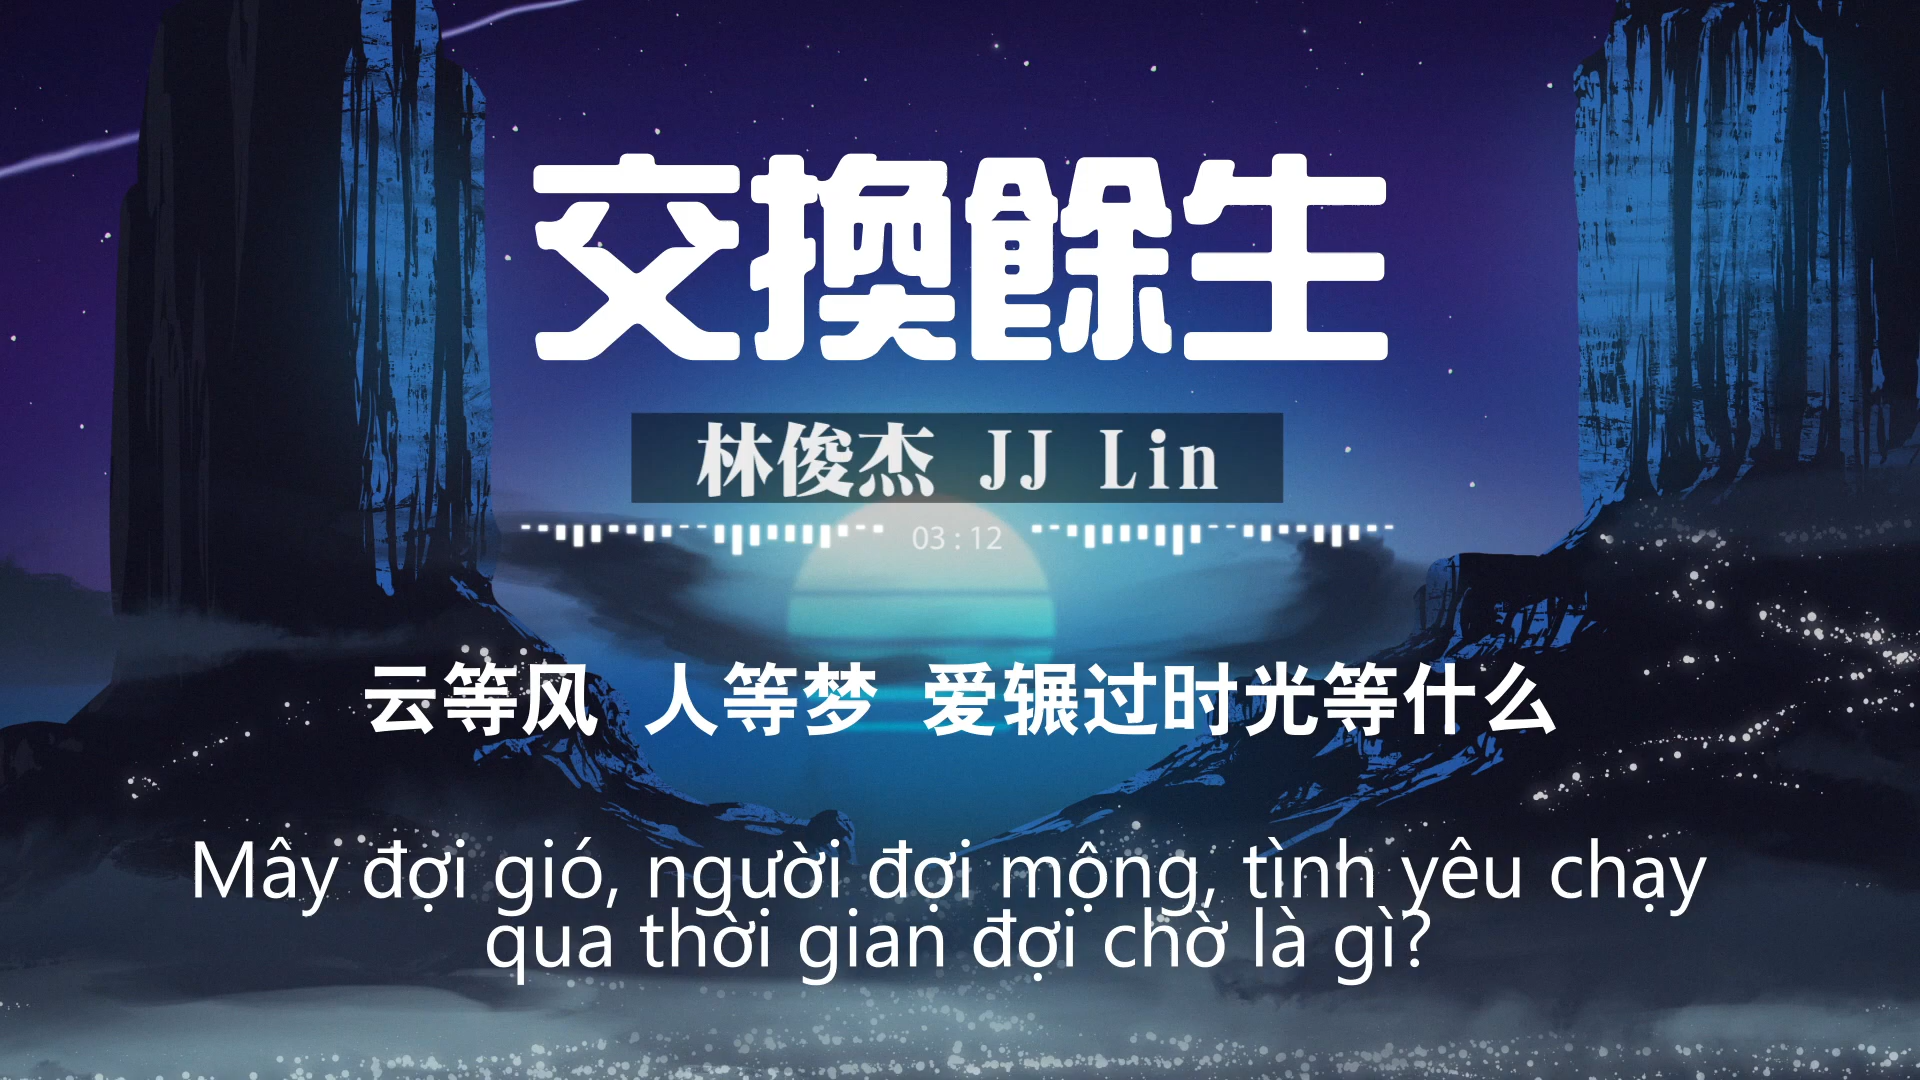 交換餘生
林俊杰 JJ Lin
03:12
云等风 人等梦 爱辗过时光等什么
Mây đợi gió, người đợi mộng, tình yêu chạy
qua thời gian đợi chờ là gì?